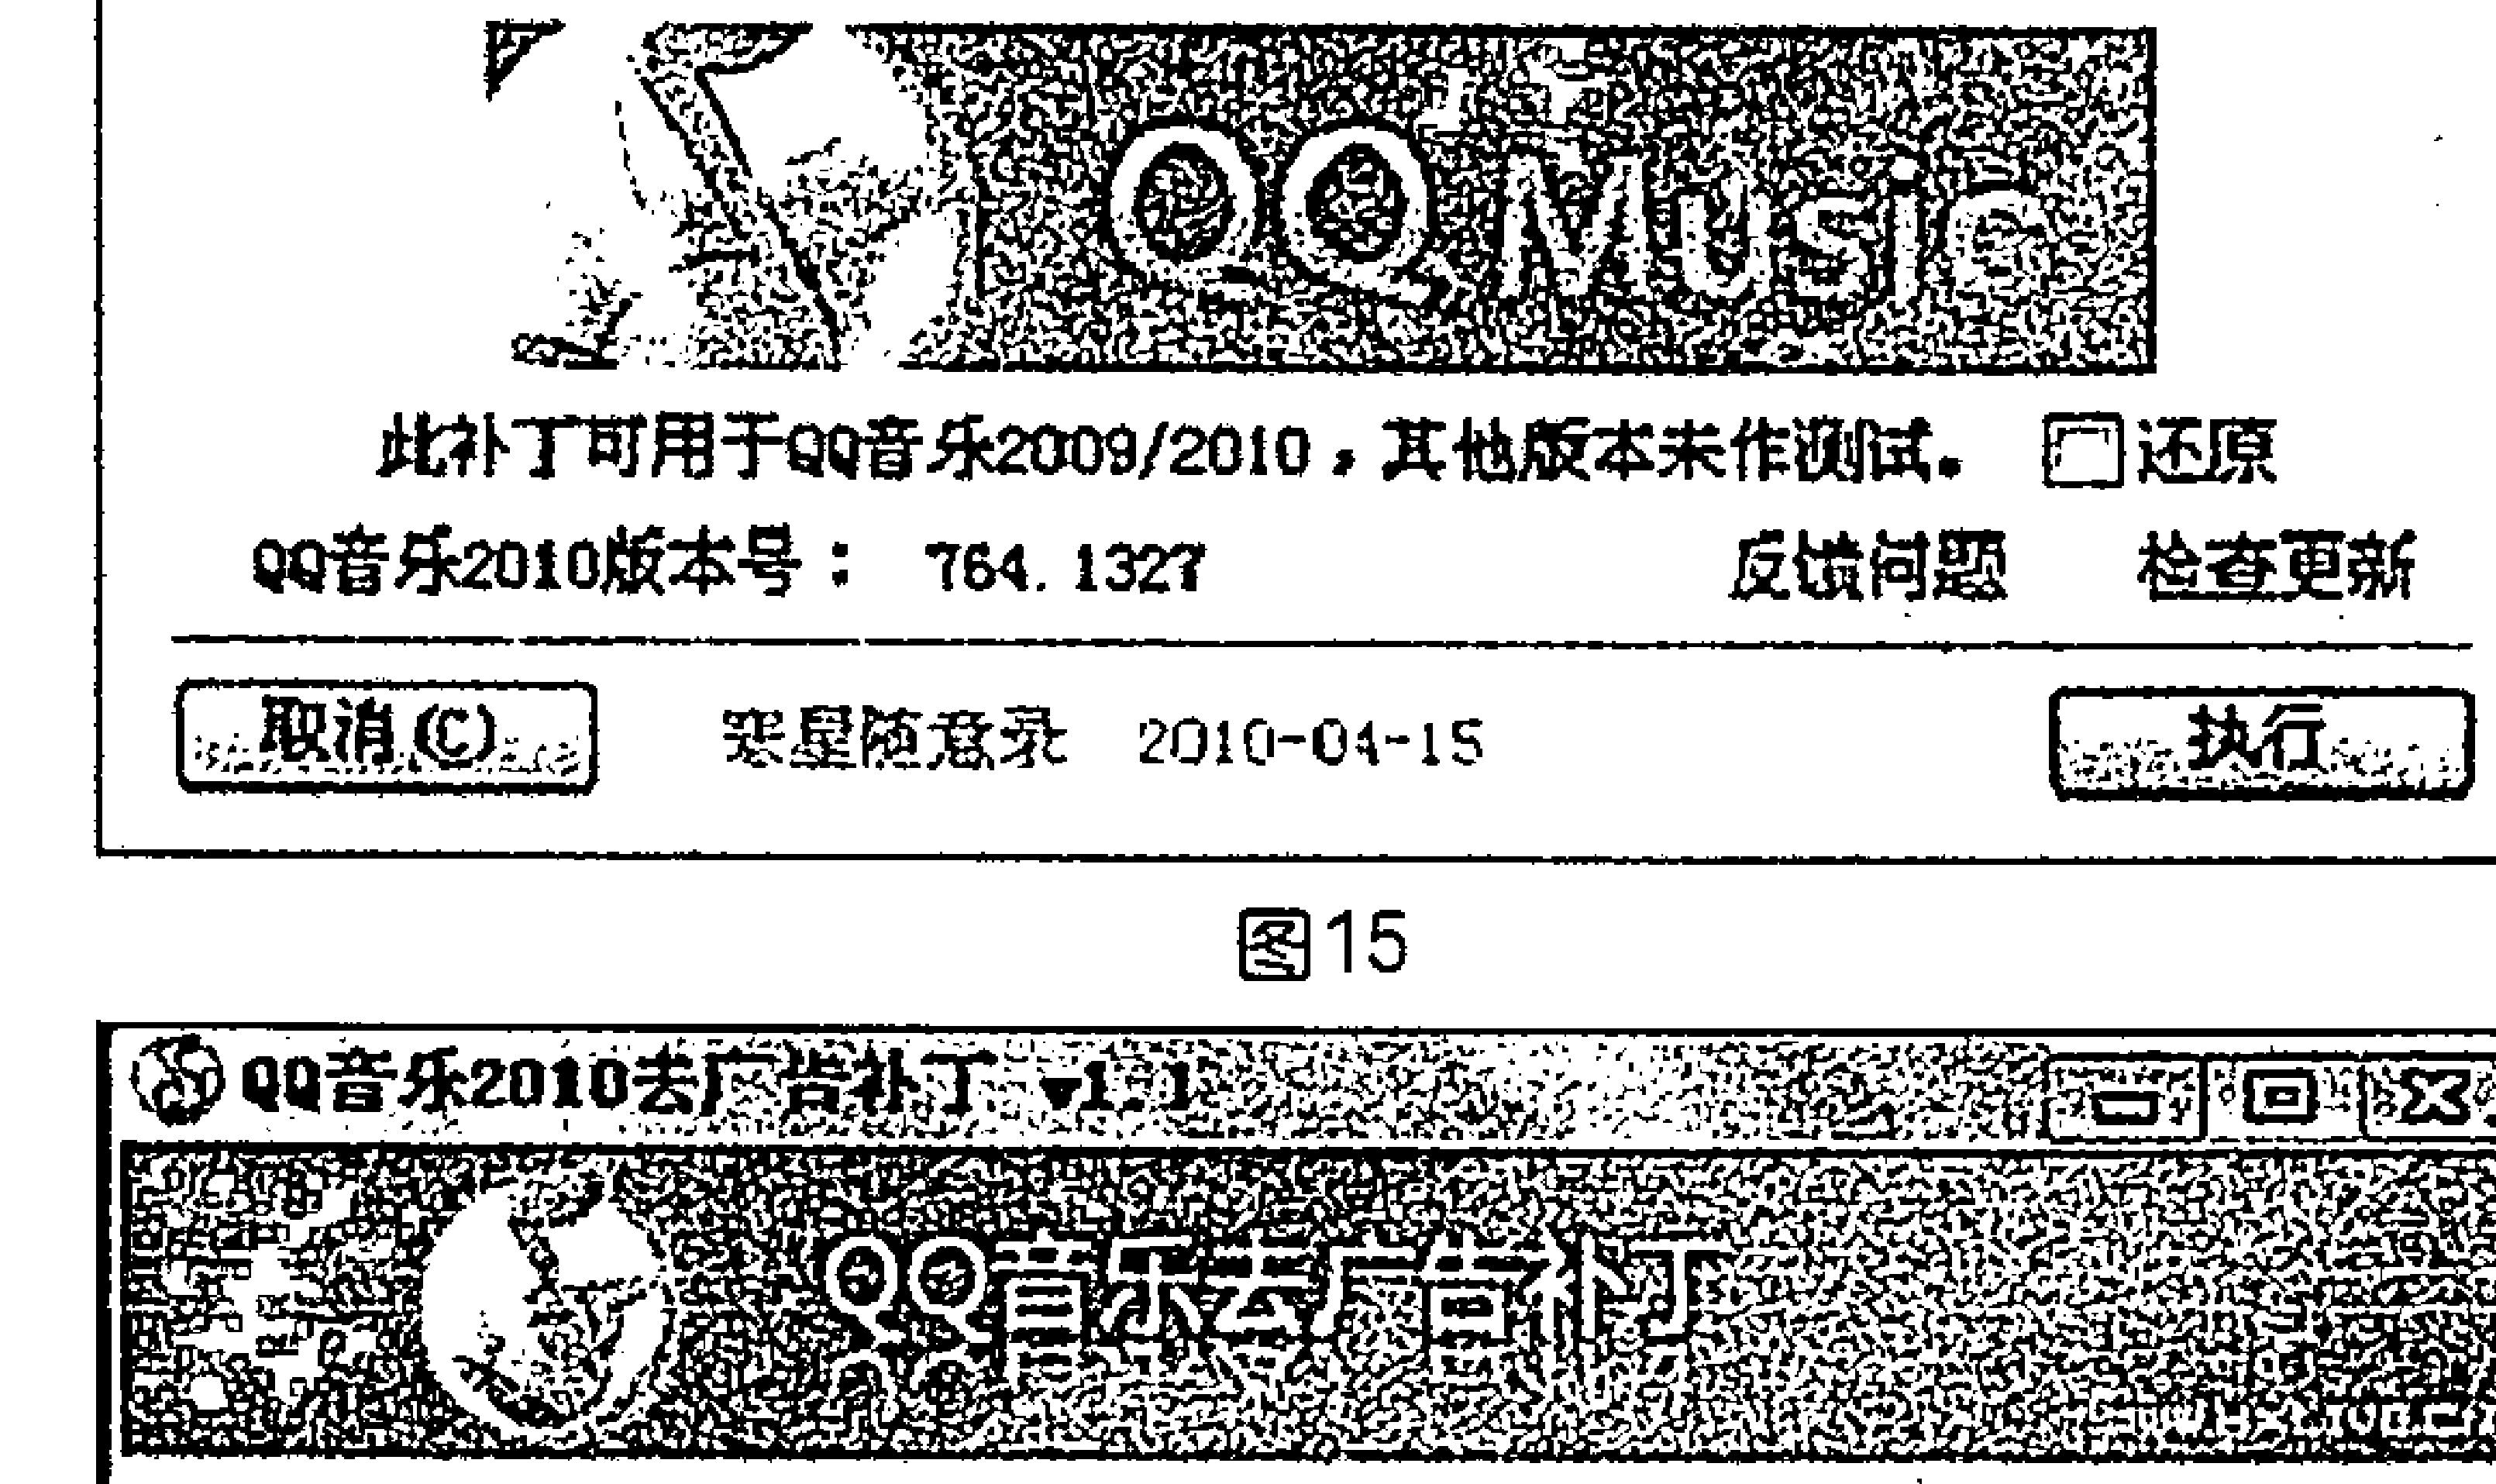 QQMusic
此补丁可用于QQ音乐2009/2010，其他版本未作测试。 还原
QQ音乐2010版本号： 764.1327 反馈问题 检查更新
取消(C) 寒星随意录 2010-04-15 执行
图15
QQ音乐2010去广告补丁 v1.1
QQ音乐去广告补丁